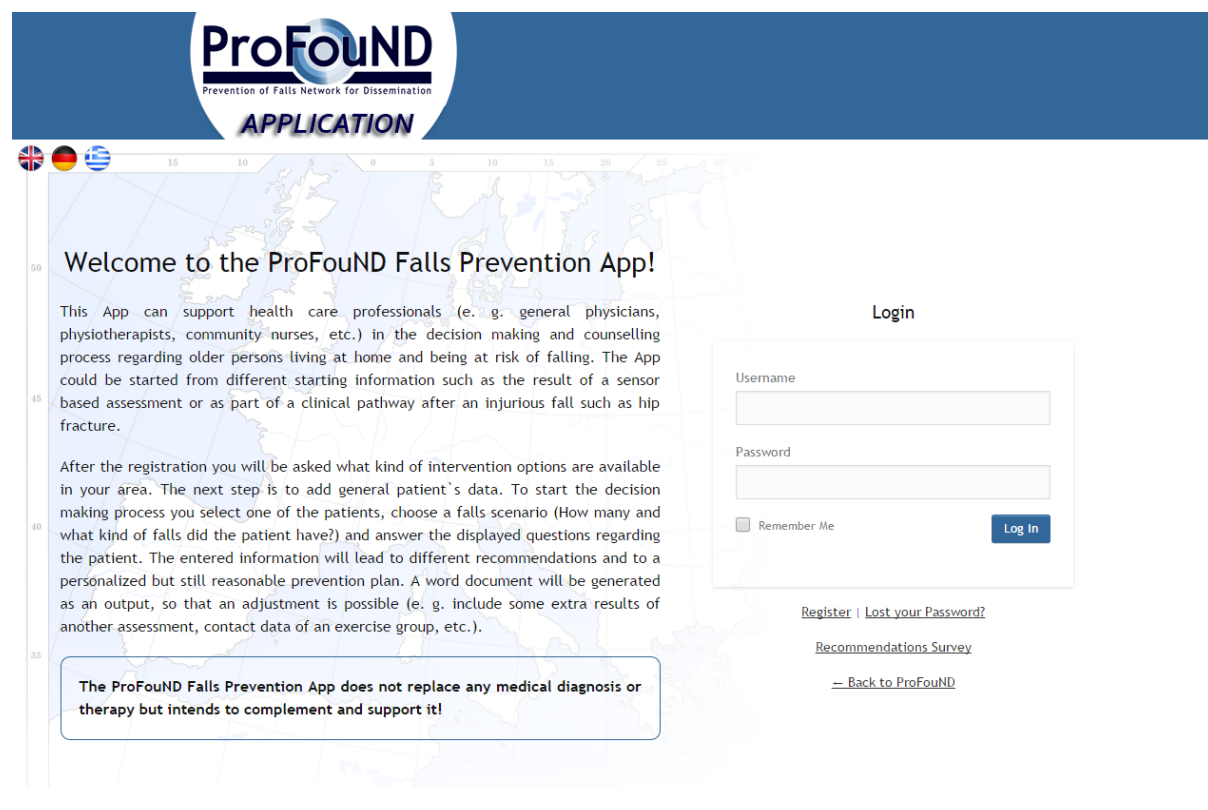 ProFouND
Prevention of Falls Network for Dissemination
APPLICATION
15 10 5 0 5 10 15 20 25
50
45
40
35
Welcome to the ProFouND Falls Prevention App!
This App can support health care professionals (e. g. general physicians,
physiotherapists, community nurses, etc.) in the decision making and counselling
process regarding older persons living at home and being at risk of falling. The App
could be started from different starting information such as the result of a sensor
based assessment or as part of a clinical pathway after an injurious fall such as hip
fracture.
After the registration you will be asked what kind of intervention options are available
in your area. The next step is to add general patient`s data. To start the decision
making process you select one of the patients, choose a falls scenario (How many and
what kind of falls did the patient have?) and answer the displayed questions regarding
the patient. The entered information will lead to different recommendations and to a
personalized but still reasonable prevention plan. A word document will be generated
as an output, so that an adjustment is possible (e. g. include some extra results of
another assessment, contact data of an exercise group, etc.).
The ProFouND Falls Prevention App does not replace any medical diagnosis or
therapy but intends to complement and support it!
Login
Username
Password
Remember Me
Log In
Register | Lost your Password?
Recommendations Survey
← Back to ProFouND